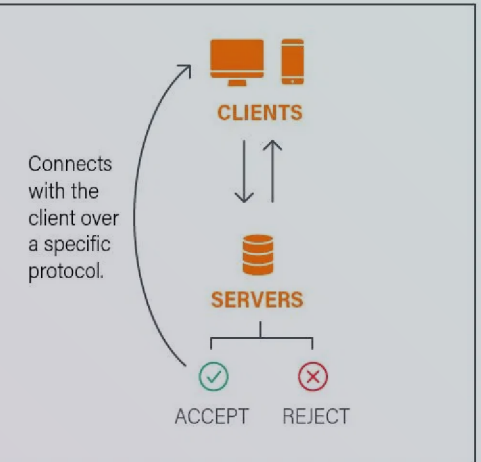 CLIENTS
Connects
with the
client over
a specific
protocol.
SERVERS
ACCEPT
REJECT